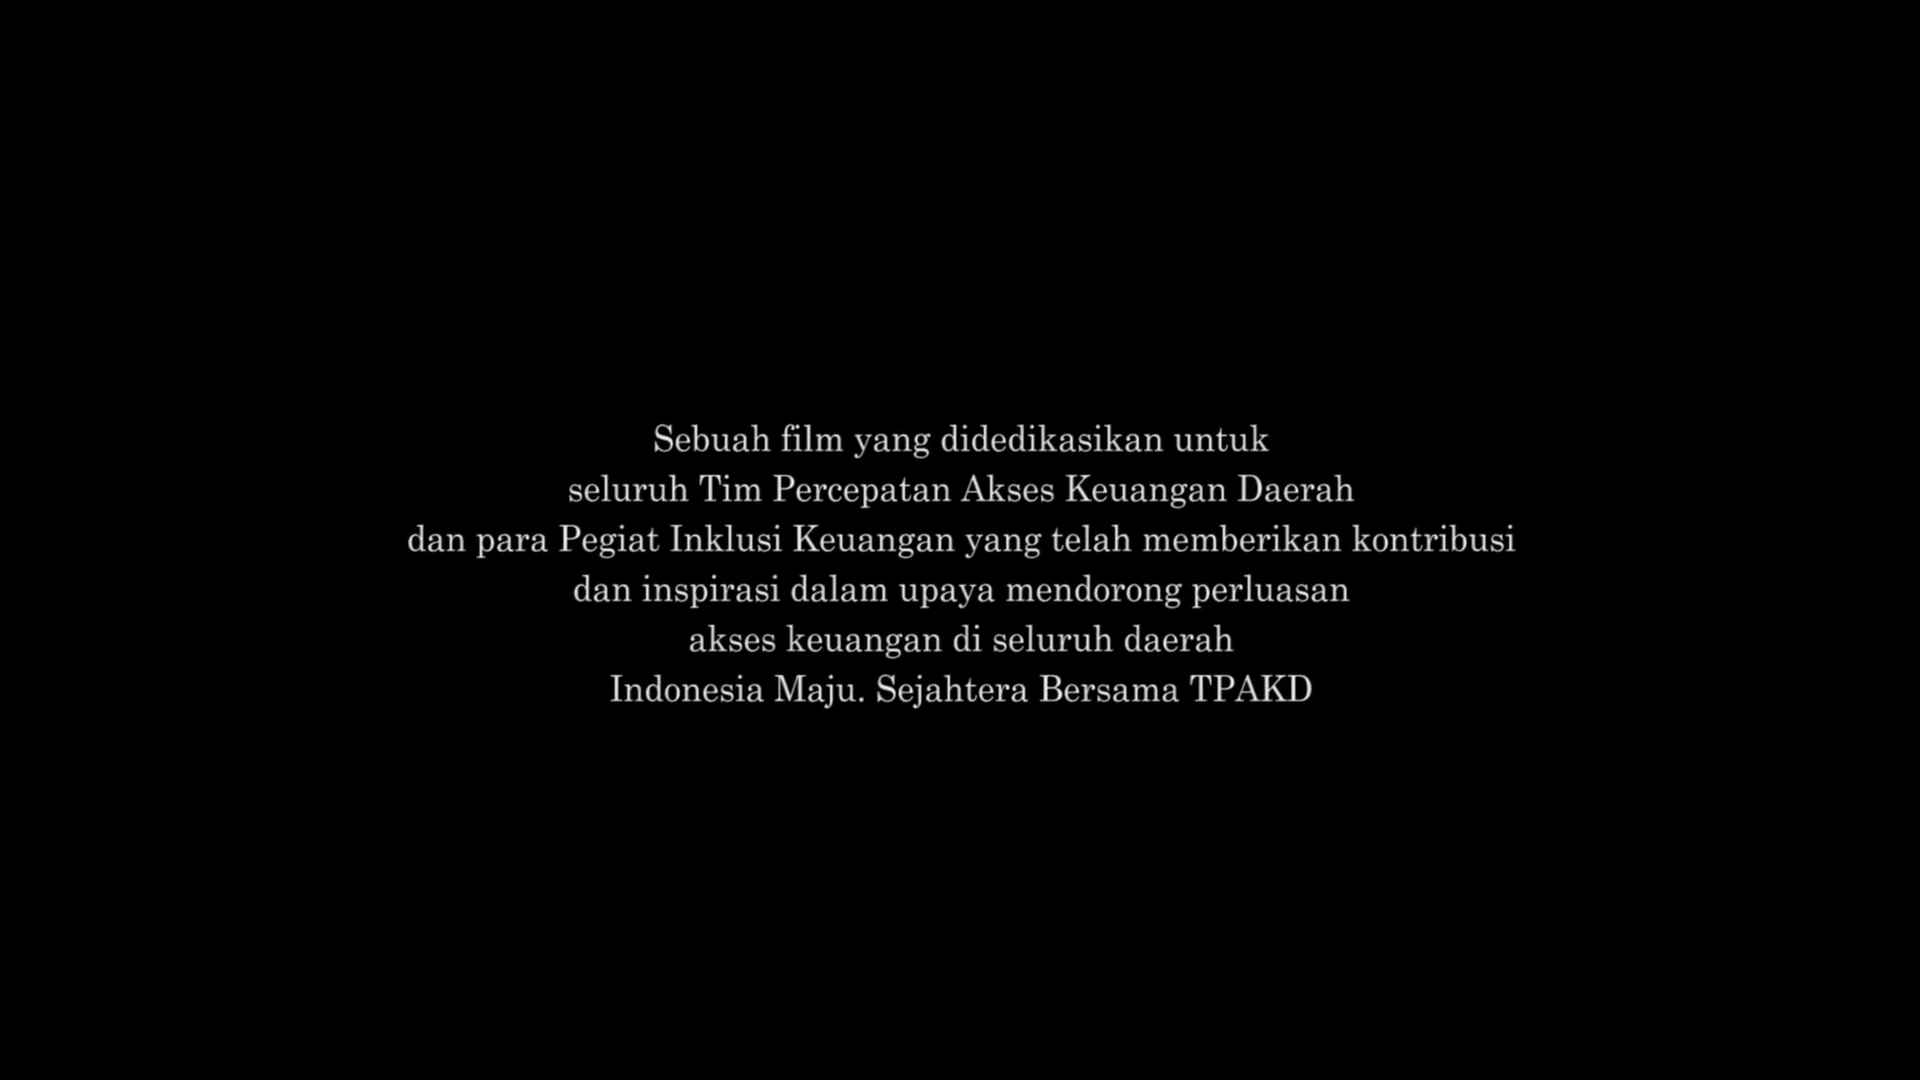 Sebuah film yang didedikasikan untuk
seluruh Tim Percepatan Akses Keuangan Daerah
dan para Pegiat Inklusi Keuangan yang telah memberikan kontribusi
dan inspirasi dalam upaya mendorong perluasan
akses keuangan di seluruh daerah
Indonesia Maju. Sejahtera Bersama TPAKD